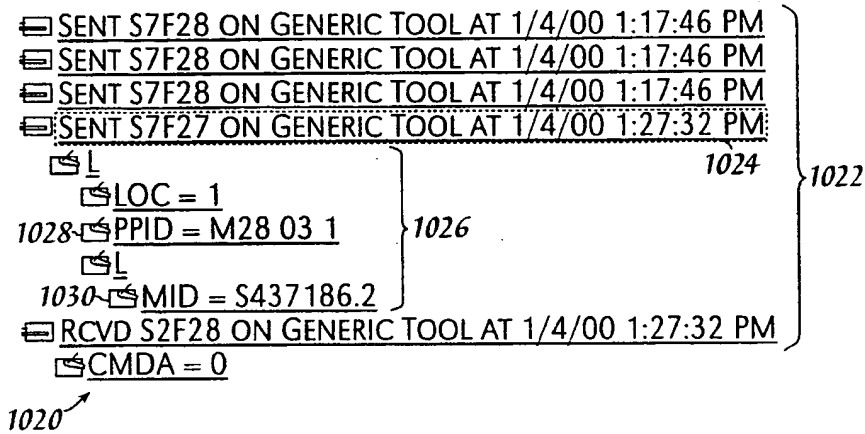 SENT S7F28 ON GENERIC TOOL AT 1/4/00 1:17:46 PM
SENT S7F28 ON GENERIC TOOL AT 1/4/00 1:17:46 PM
SENT S7F28 ON GENERIC TOOL AT 1/4/00 1:17:46 PM
SENT S7F27 ON GENERIC TOOL AT 1/4/00 1:27:32 PM
L 1024 1022
LOC = 1
1028 PPID = M28 03 1 1026
L
1030 MID = S437186.2
RCVD S2F28 ON GENERIC TOOL AT 1/4/00 1:27:32 PM
CMDA = 0
1020